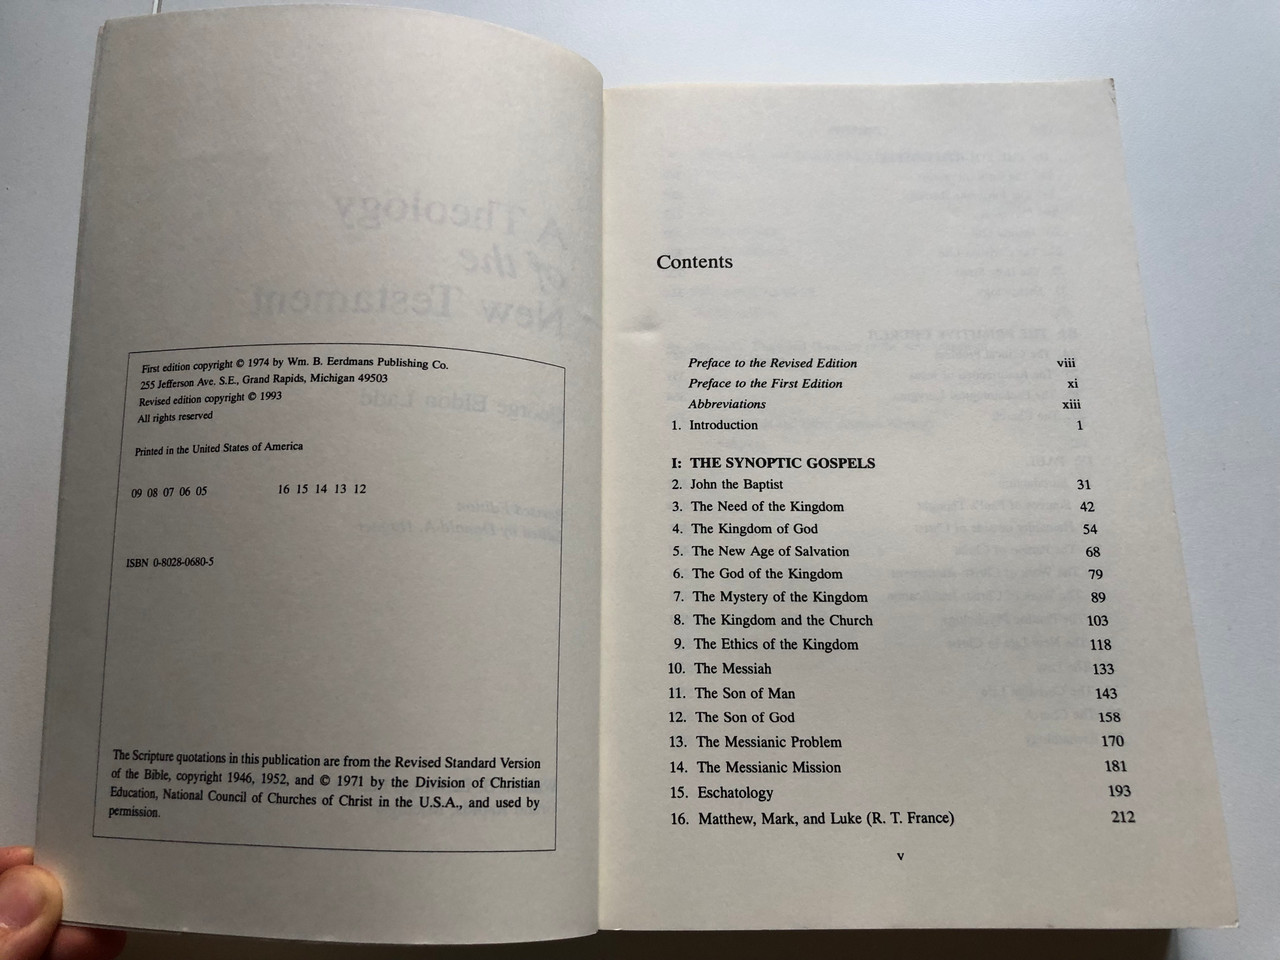 A Theology
of the
New Testament
George Eldon Ladd
First edition copyright © 1974 by Wm. B. Eerdmans Publishing Co.
255 Jefferson Ave. S.E., Grand Rapids, Michigan 49503
Revised edition copyright © 1993
All rights reserved
Printed in the United States of America
09 08 07 06 05 16 15 14 13 12
ISBN 0-8028-0680-5
The Scripture quotations in this publication are from the Revised Standard Version
of the Bible, copyright 1946, 1952, and © 1971 by the Division of Christian
Education, National Council of Churches of Christ in the U.S.A., and used by
permission.
Contents
Preface to the Revised Edition viii
Preface to the First Edition xi
Abbreviations xiii
1. Introduction 1
I: THE SYNOPTIC GOSPELS
2. John the Baptist 31
3. The Need of the Kingdom 42
4. The Kingdom of God 54
5. The New Age of Salvation 68
6. The God of the Kingdom 79
7. The Mystery of the Kingdom 89
8. The Kingdom and the Church 103
9. The Ethics of the Kingdom 118
10. The Messiah 133
11. The Son of Man 143
12. The Son of God 158
13. The Messianic Problem 170
14. The Messianic Mission 181
15. Eschatology 193
16. Matthew, Mark, and Luke (R. T. France) 212
v